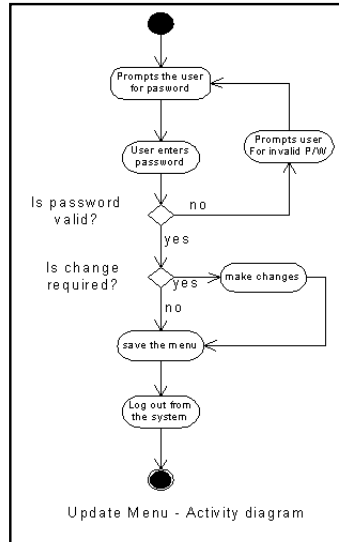 Prompts the user
for pasword
User enters
password
Prompts user
For invalid P/W
Is password
valid?
no
yes
Is change
required?
yes
make changes
no
save the menu
Log out from
the system
Update Menu - Activity diagram